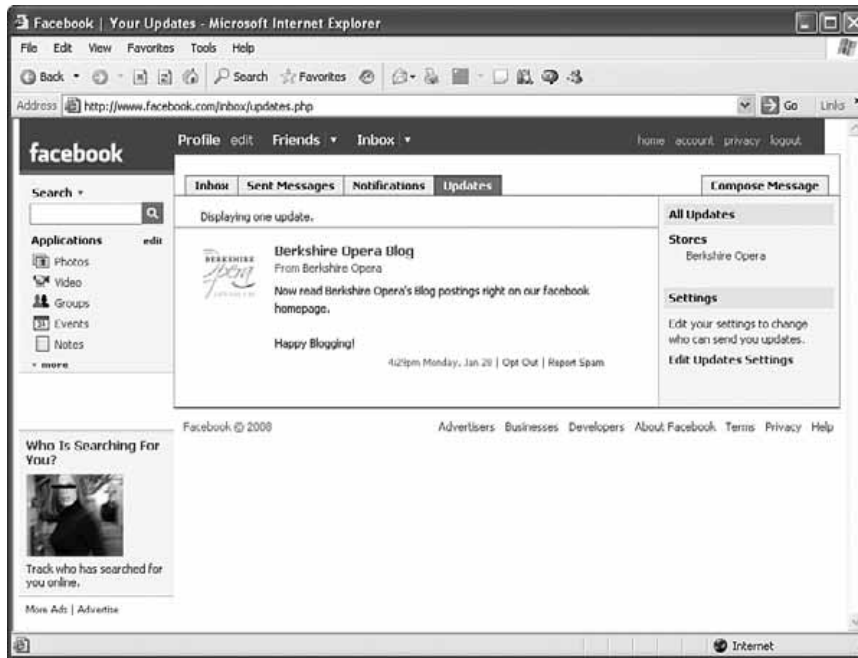 Facebook | Your Updates - Microsoft Internet Explorer
File Edit View Favorites Tools Help
Back Search Favorites
Address http://www.facebook.com/inbox/updates.php Go Links
facebook
Profile edit Friends Inbox home account privacy logout
Search
Applications edit
Photos
Video
Groups
Events
31
Notes
more
Who Is Searching For
You?
Track who has searched for
you online.
More Ads | Advertise
Inbox Sent Messages Notifications Updates Compose Message
Displaying one update.
BERKSHIRE
Opera
Berkshire Opera Blog
From Berkshire Opera
Now read Berkshire Opera's Blog postings right on our facebook
homepage.
Happy Blogging!
4:29pm Monday, Jan 28 | Opt Out | Report Spam
All Updates
Stores
Berkshire Opera
Settings
Edit your settings to change
who can send you updates.
Edit Updates Settings
Facebook © 2008 Advertisers Businesses Developers About Facebook Terms Privacy Help
Internet